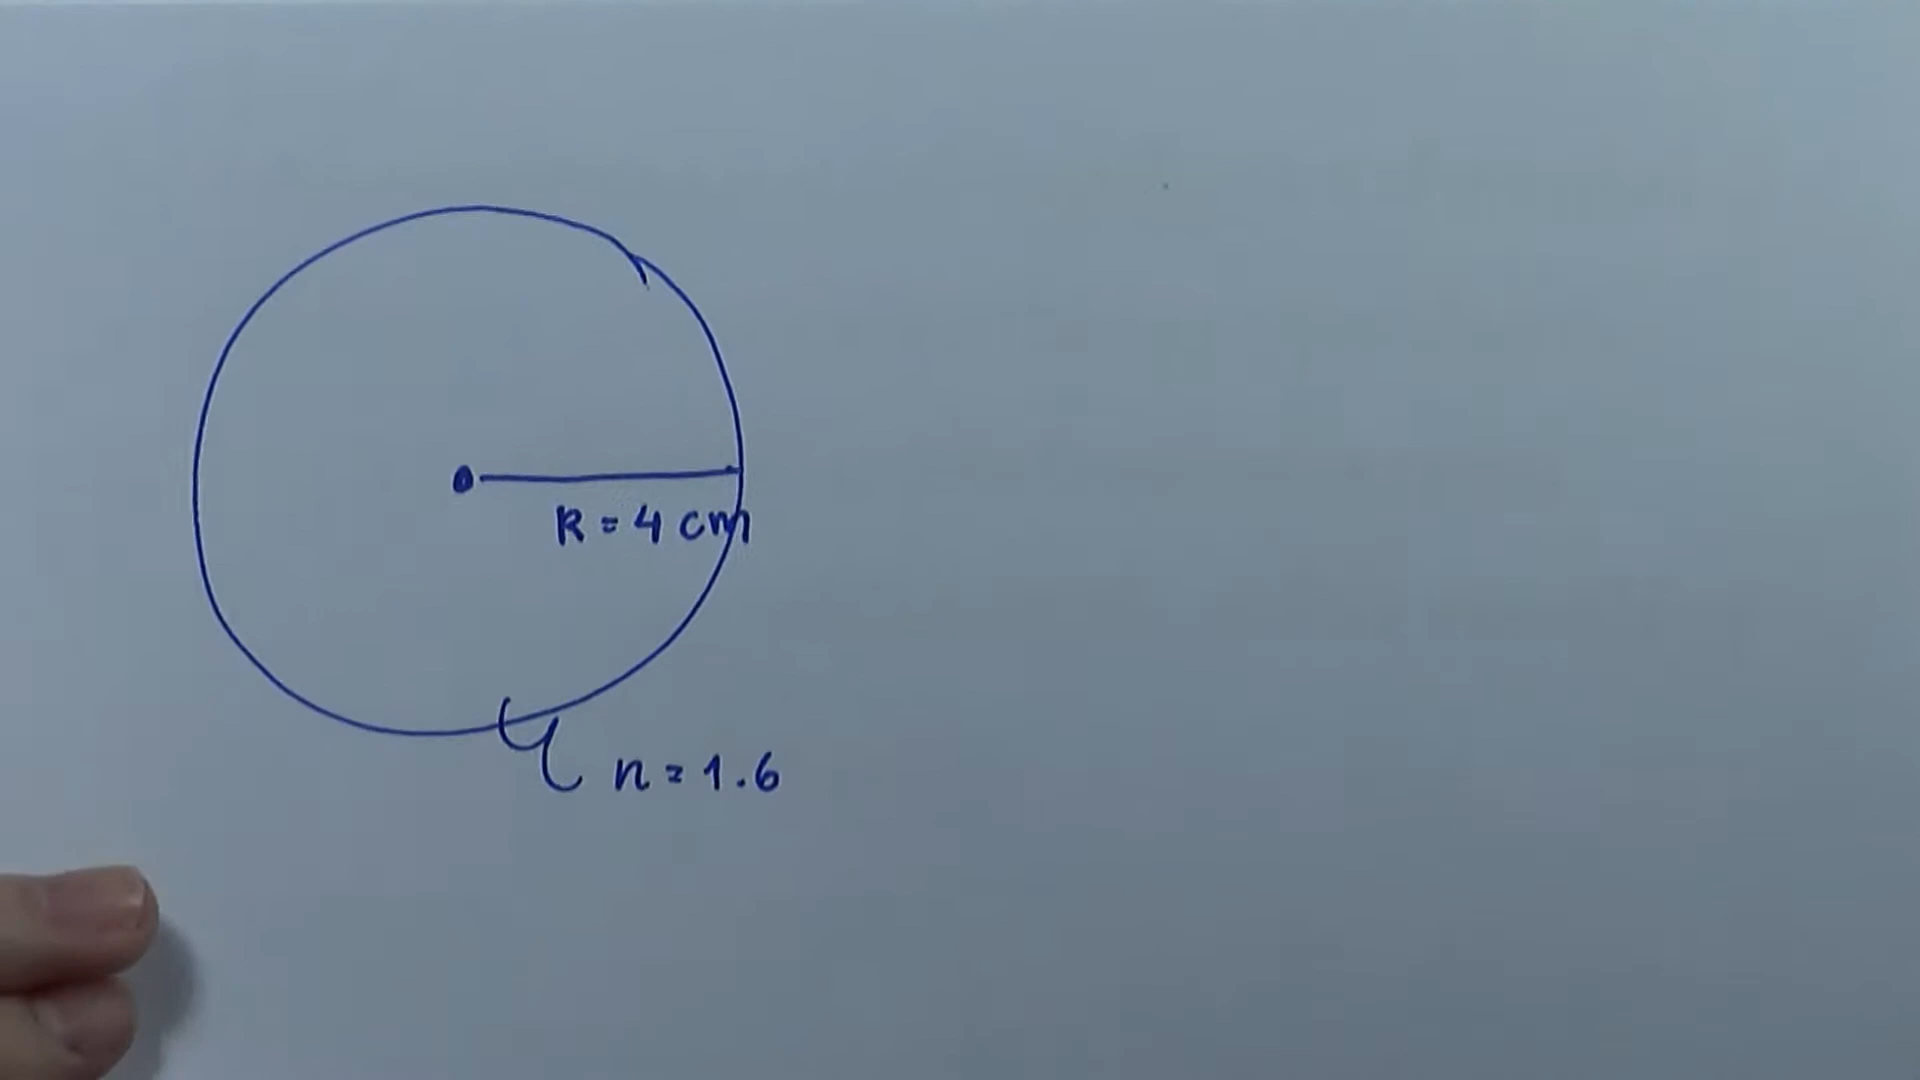 R = 4 cm
n = 1.6